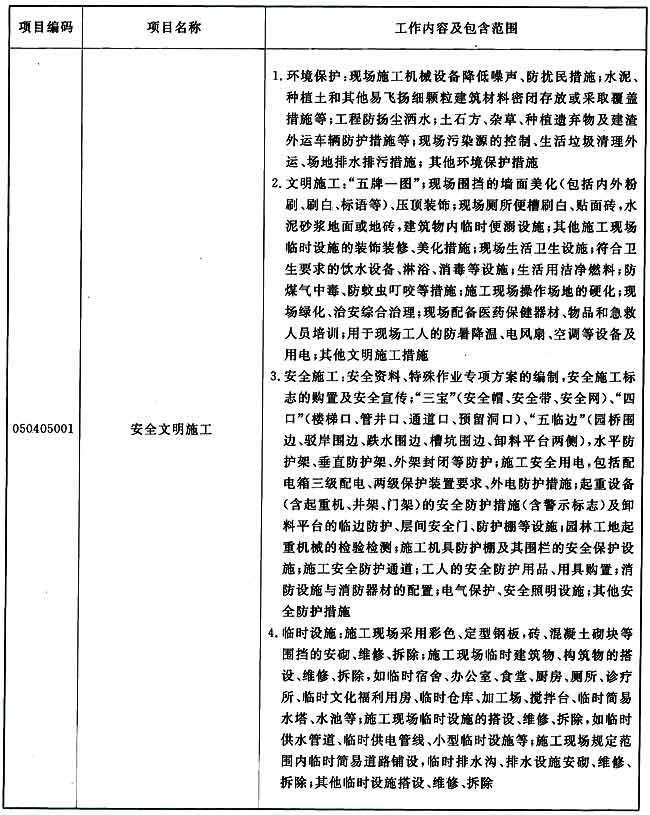 项目编码 项目名称 工作内容及包含范围
1. 环境保护:现场施工机械设备降低噪声、防扰民措施;水泥、
种植土和其他易飞扬细颗粒建筑材料密闭存放或采取覆盖
措施等;工程防扬尘洒水;土石方、杂草、种植遗弃物及建渣
外运车辆防护措施等;现场污染源的控制、生活垃圾清理外
运、场地排水排污措施;其他环境保护措施
2. 文明施工:“五牌一图”;现场围挡的墙面美化(包括内外粉
刷、刷白、标语等)、压顶装饰;现场厕所便槽刷白、贴面砖,水
泥砂浆地面或地砖,建筑物内临时便溺设施;其他施工现场
临时设施的装饰装修、美化措施;现场生活卫生设施;符合卫
生要求的饮水设备、淋浴、消毒等设施;生活用洁净燃料;防
煤气中毒、防蚊虫叮咬等措施;施工现场操作场地的硬化;现
场绿化、治安综合治理;现场配备医药保健器材、物品和急救
人员培训;用于现场工人的防暑降温、电风扇、空调等设备及
用电;其他文明施工措施
3. 安全施工:安全资料、特殊作业专项方案的编制,安全施工标
志的购置及安全宣传;“三宝”(安全帽、安全带、安全网)、“四
口”(楼梯口、管井口、通道口、预留洞口)、“五临边”(园桥围
边、驳岸围边、跌水围边、槽坑围边、卸料平台两侧),水平防
护架、垂直防护架、外架封闭等防护;施工安全用电,包括配
电箱三级配电、两级保护装置要求、外电防护措施;起重设备
(含起重机、井架、门架)的安全防护措施(含警示标志)及卸
料平台的临边防护、层间安全门、防护棚等设施;园林工地起
重机械的检验检测;施工机具防护棚及其围栏的安全保护设
施;施工安全防护通道;工人的安全防护用品、用具购置;消
防设施与消防器材的配置;电气保护、安全照明设施;其他安
全防护措施
4. 临时设施:施工现场采用彩色、定型钢板,砖、混凝土砌块等
围挡的安砌、维修、拆除;施工现场临时建筑物、构筑物的搭
设、维修、拆除,如临时宿舍、办公室、食堂、厨房、厕所、诊疗
所、临时文化福利用房、临时仓库、加工场、搅拌台、临时简易
水塔、水池等;施工现场临时设施的搭设、维修、拆除,如临时
供水管道、临时供电管线、小型临时设施等;施工现场规定范
围内临时简易道路铺设,临时排水沟、排水设施安砌、维修、
拆除;其他临时设施搭设、维修、拆除
050405001 安全文明施工